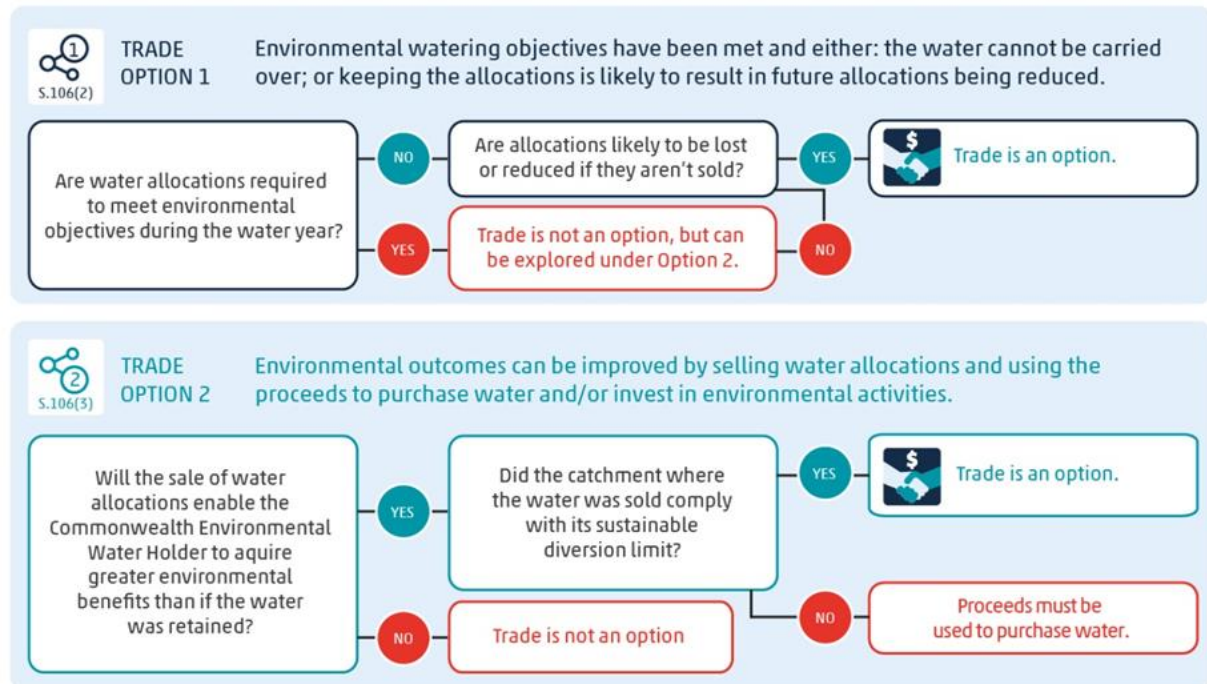 1
S.106(2)
TRADE
OPTION 1
Environmental watering objectives have been met and either: the water cannot be carried
over; or keeping the allocations is likely to result in future allocations being reduced.
Are water allocations required
to meet environmental
objectives during the water year?
NO
Are allocations likely to be lost
or reduced if they aren't sold?
YES
$
Trade is an option.
YES
Trade is not an option, but can
be explored under Option 2.
NO
2
S.106(3)
TRADE
OPTION 2
Environmental outcomes can be improved by selling water allocations and using the
proceeds to purchase water and/or invest in environmental activities.
Will the sale of water
allocations enable the
Commonwealth Environmental
Water Holder to aquire
greater environmental
benefits than if the water
was retained?
YES
Did the catchment where
the water was sold comply
with its sustainable
diversion limit?
YES
$
Trade is an option.
NO
Trade is not an option
NO
Proceeds must be
used to purchase water.